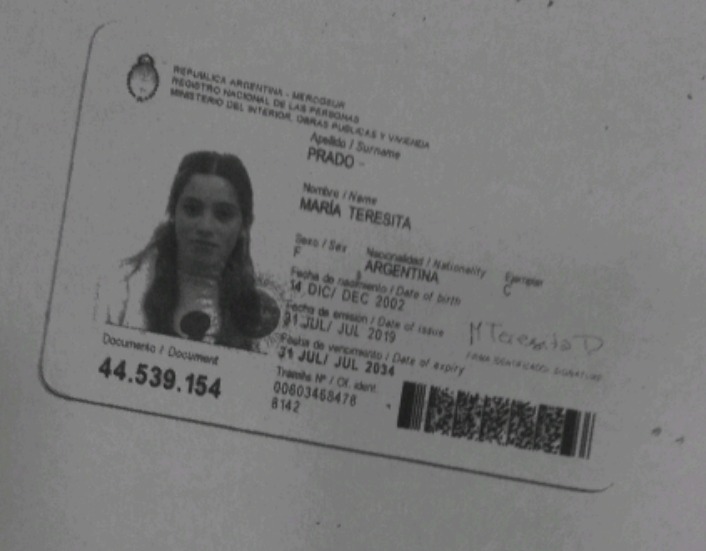 REPUBLICA ARGENTINA - MERCOSUR
REGISTRO NACIONAL DE LAS PERSONAS
MINISTERIO DEL INTERIOR, OBRAS PUBLICAS Y VIVIENDA
Apellido / Surname
PRADO
Nombre / Name
MARÍA TERESITA
Sexo / Sex Nacionalidad / Nationality Ejemplar
F ARGENTINA C
Fecha de nacimiento / Date of birth
14 DIC/ DEC 2002
Fecha de emisión / Date of issue
31 JUL/ JUL 2019
M Teresita D
FIRMA IDENTIFICADO/ SIGNATURE
Fecha de vencimiento / Date of expiry
31 JUL/ JUL 2034
Documento / Document
44.539.154
Tramite Nº / Of. ident.
00603468478
8142